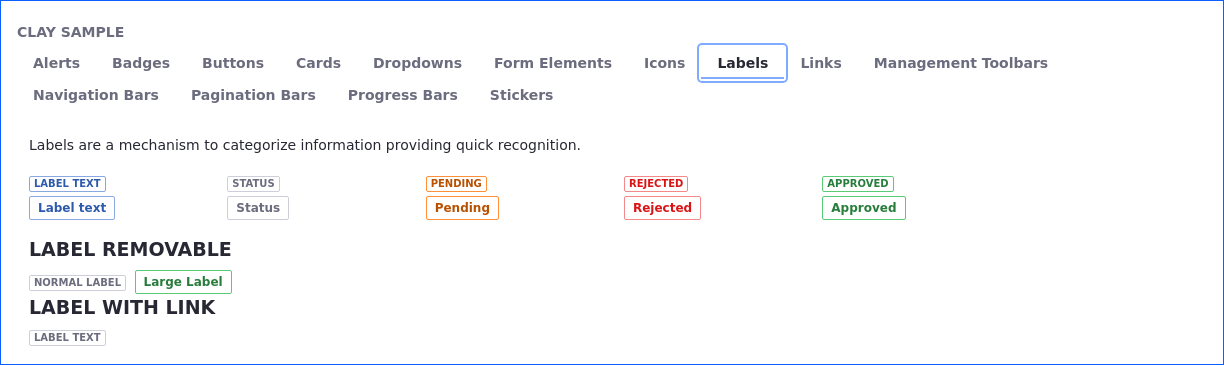 CLAY SAMPLE
Alerts Badges Buttons Cards Dropdowns Form Elements Icons Labels Links Management Toolbars
Navigation Bars Pagination Bars Progress Bars Stickers
Labels are a mechanism to categorize information providing quick recognition.
LABEL TEXT STATUS PENDING REJECTED APPROVED
Label text Status Pending Rejected Approved
LABEL REMOVABLE
NORMAL LABEL Large Label
LABEL WITH LINK
LABEL TEXT